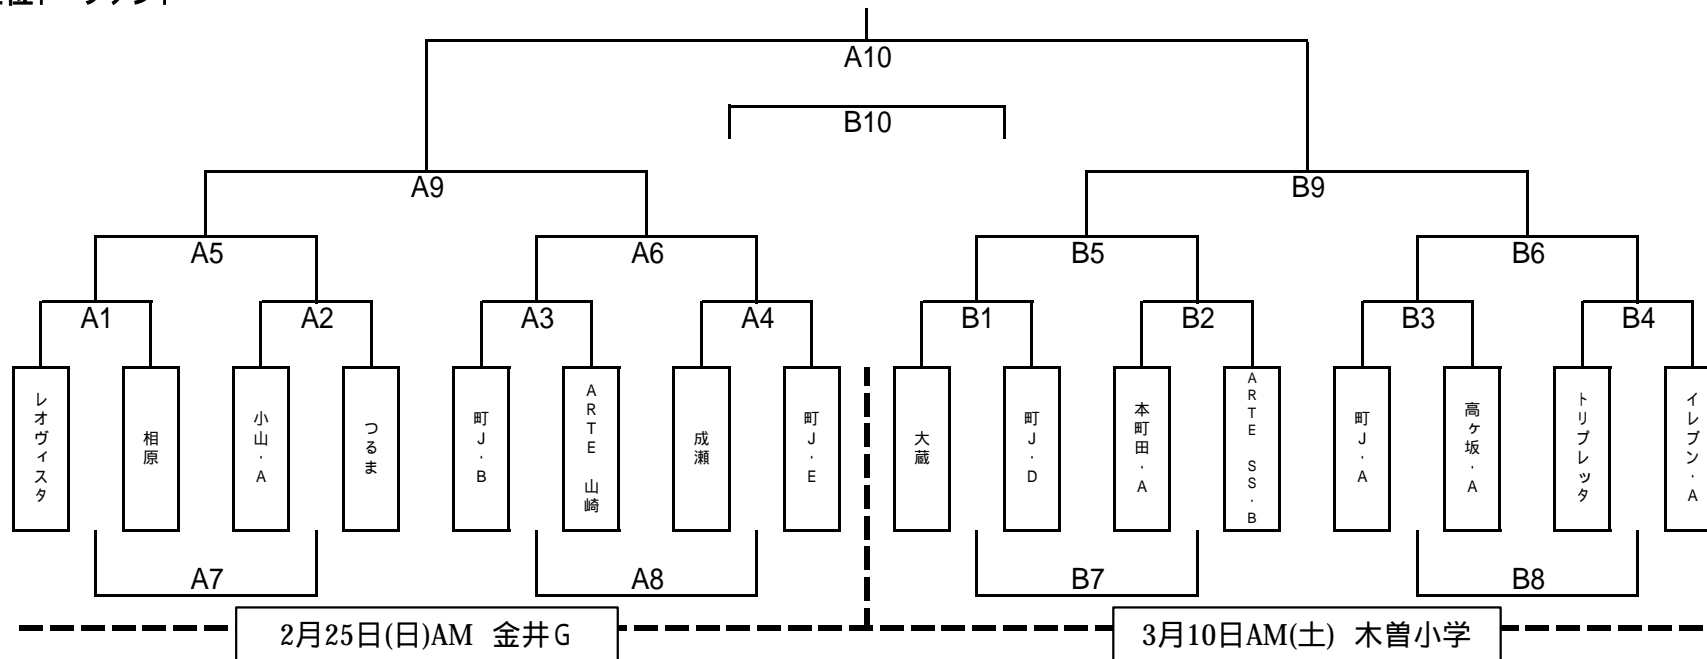 A10
B10
A9
B9
A5
A6
B5
B6
A1
A2
A3
A4
B1
B2
B3
B4
レオヴィスタ
相原
小山・A
つるま
町J・B
ARTE 山崎
成瀬
町J・E
大蔵
町J・D
本町田・A
ARTE SS・B
町J・A
高ヶ坂・A
トリプレッタ
イレブン・A
A7
A8
B7
B8
2月25日(日)AM 金井G
3月10日AM(土) 木曽小学